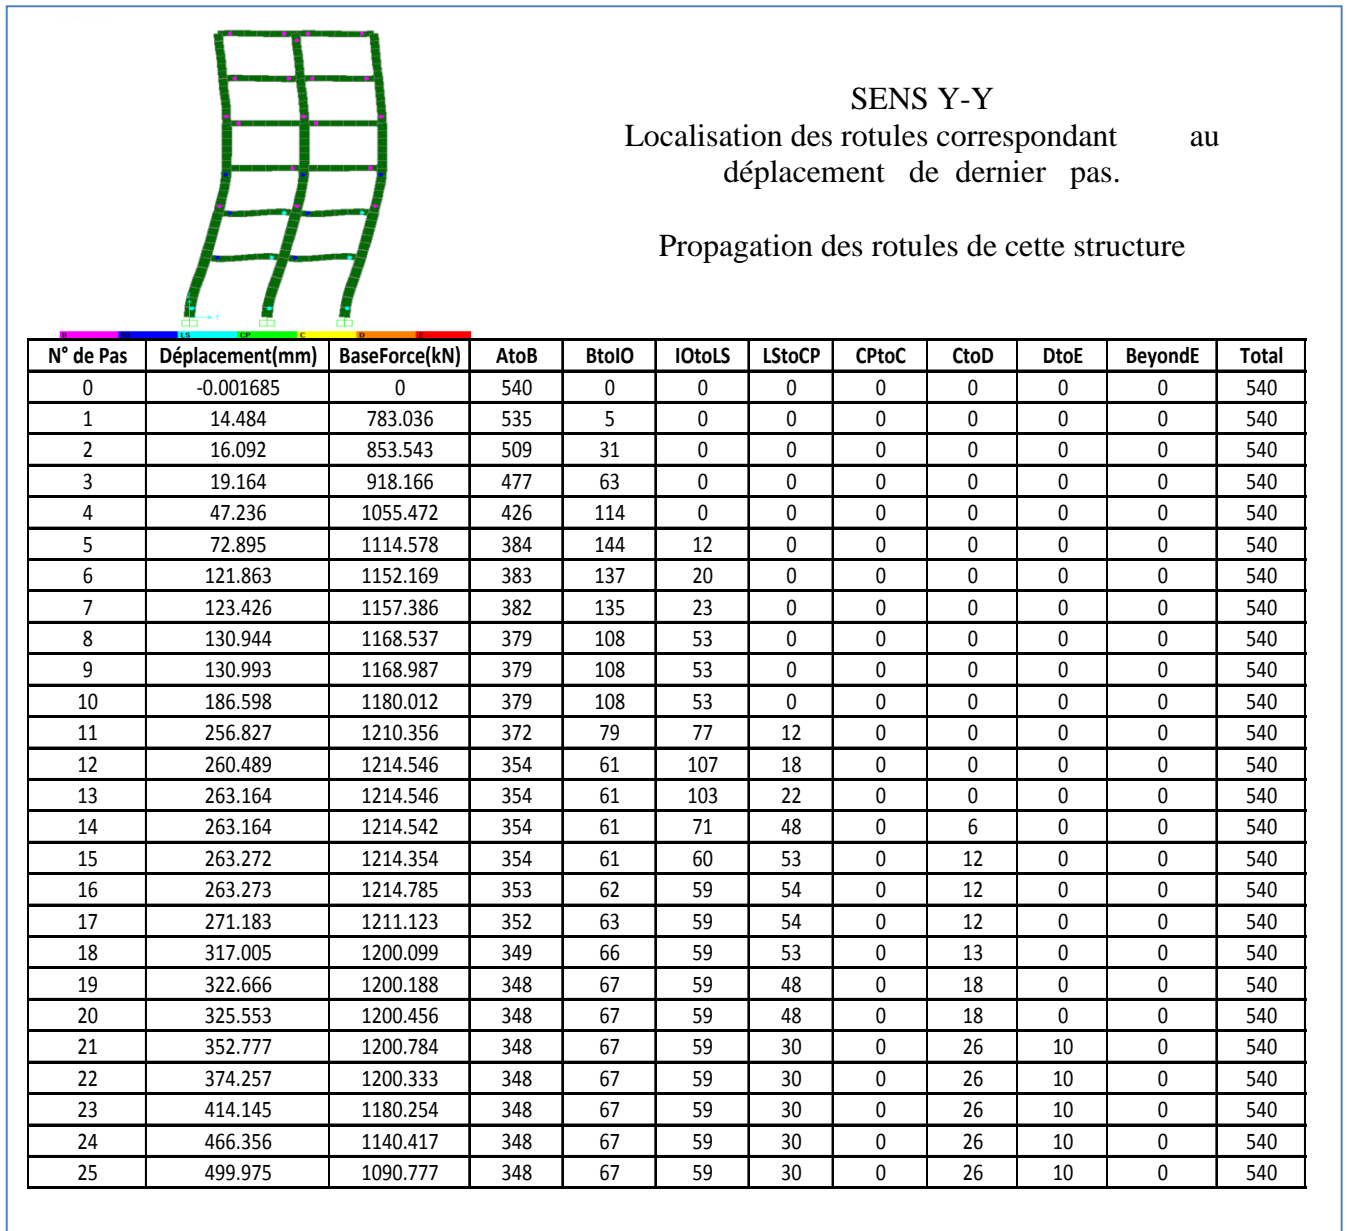 SENS Y-Y
Localisation des rotules correspondant au
déplacement de dernier pas.
Propagation des rotules de cette structure
B LS CP C D E
N° de Pas Déplacement(mm) BaseForce(kN) AtoB BtoIO IOtoLS LStoCP CPtoC CtoD DtoE BeyondE Total
0 -0.001685 0 540 0 0 0 0 0 0 0 540
1 14.484 783.036 535 5 0 0 0 0 0 0 540
2 16.092 853.543 509 31 0 0 0 0 0 0 540
3 19.164 918.166 477 63 0 0 0 0 0 0 540
4 47.236 1055.472 426 114 0 0 0 0 0 0 540
5 72.895 1114.578 384 144 12 0 0 0 0 0 540
6 121.863 1152.169 383 137 20 0 0 0 0 0 540
7 123.426 1157.386 382 135 23 0 0 0 0 0 540
8 130.944 1168.537 379 108 53 0 0 0 0 0 540
9 130.993 1168.987 379 108 53 0 0 0 0 0 540
10 186.598 1180.012 379 108 53 0 0 0 0 0 540
11 256.827 1210.356 372 79 77 12 0 0 0 0 540
12 260.489 1214.546 354 61 107 18 0 0 0 0 540
13 263.164 1214.546 354 61 103 22 0 0 0 0 540
14 263.164 1214.542 354 61 71 48 0 6 0 0 540
15 263.272 1214.354 354 61 60 53 0 12 0 0 540
16 263.273 1214.785 353 62 59 54 0 12 0 0 540
17 271.183 1211.123 352 63 59 54 0 12 0 0 540
18 317.005 1200.099 349 66 59 53 0 13 0 0 540
19 322.666 1200.188 348 67 59 48 0 18 0 0 540
20 325.553 1200.456 348 67 59 48 0 18 0 0 540
21 352.777 1200.784 348 67 59 30 0 26 10 0 540
22 374.257 1200.333 348 67 59 30 0 26 10 0 540
23 414.145 1180.254 348 67 59 30 0 26 10 0 540
24 466.356 1140.417 348 67 59 30 0 26 10 0 540
25 499.975 1090.777 348 67 59 30 0 26 10 0 540